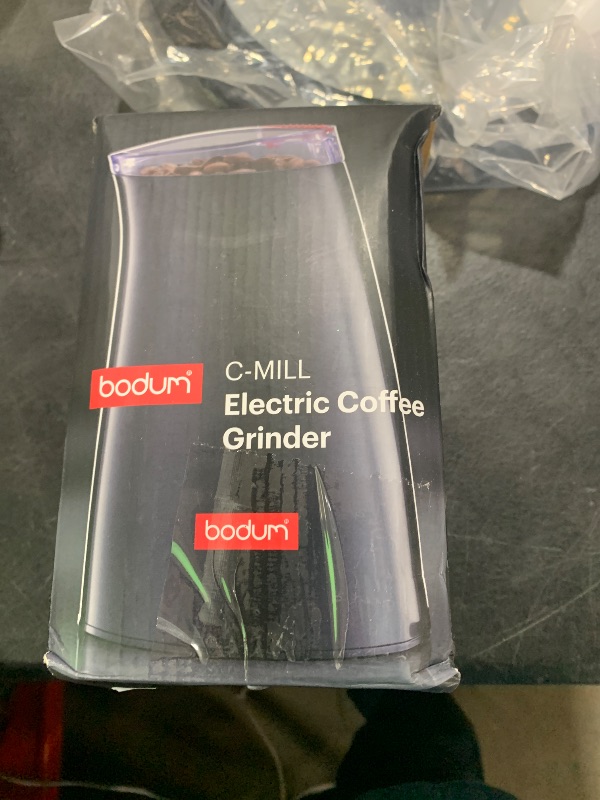 bodum®
C-MILL
Electric Coffee
Grinder
bodum®